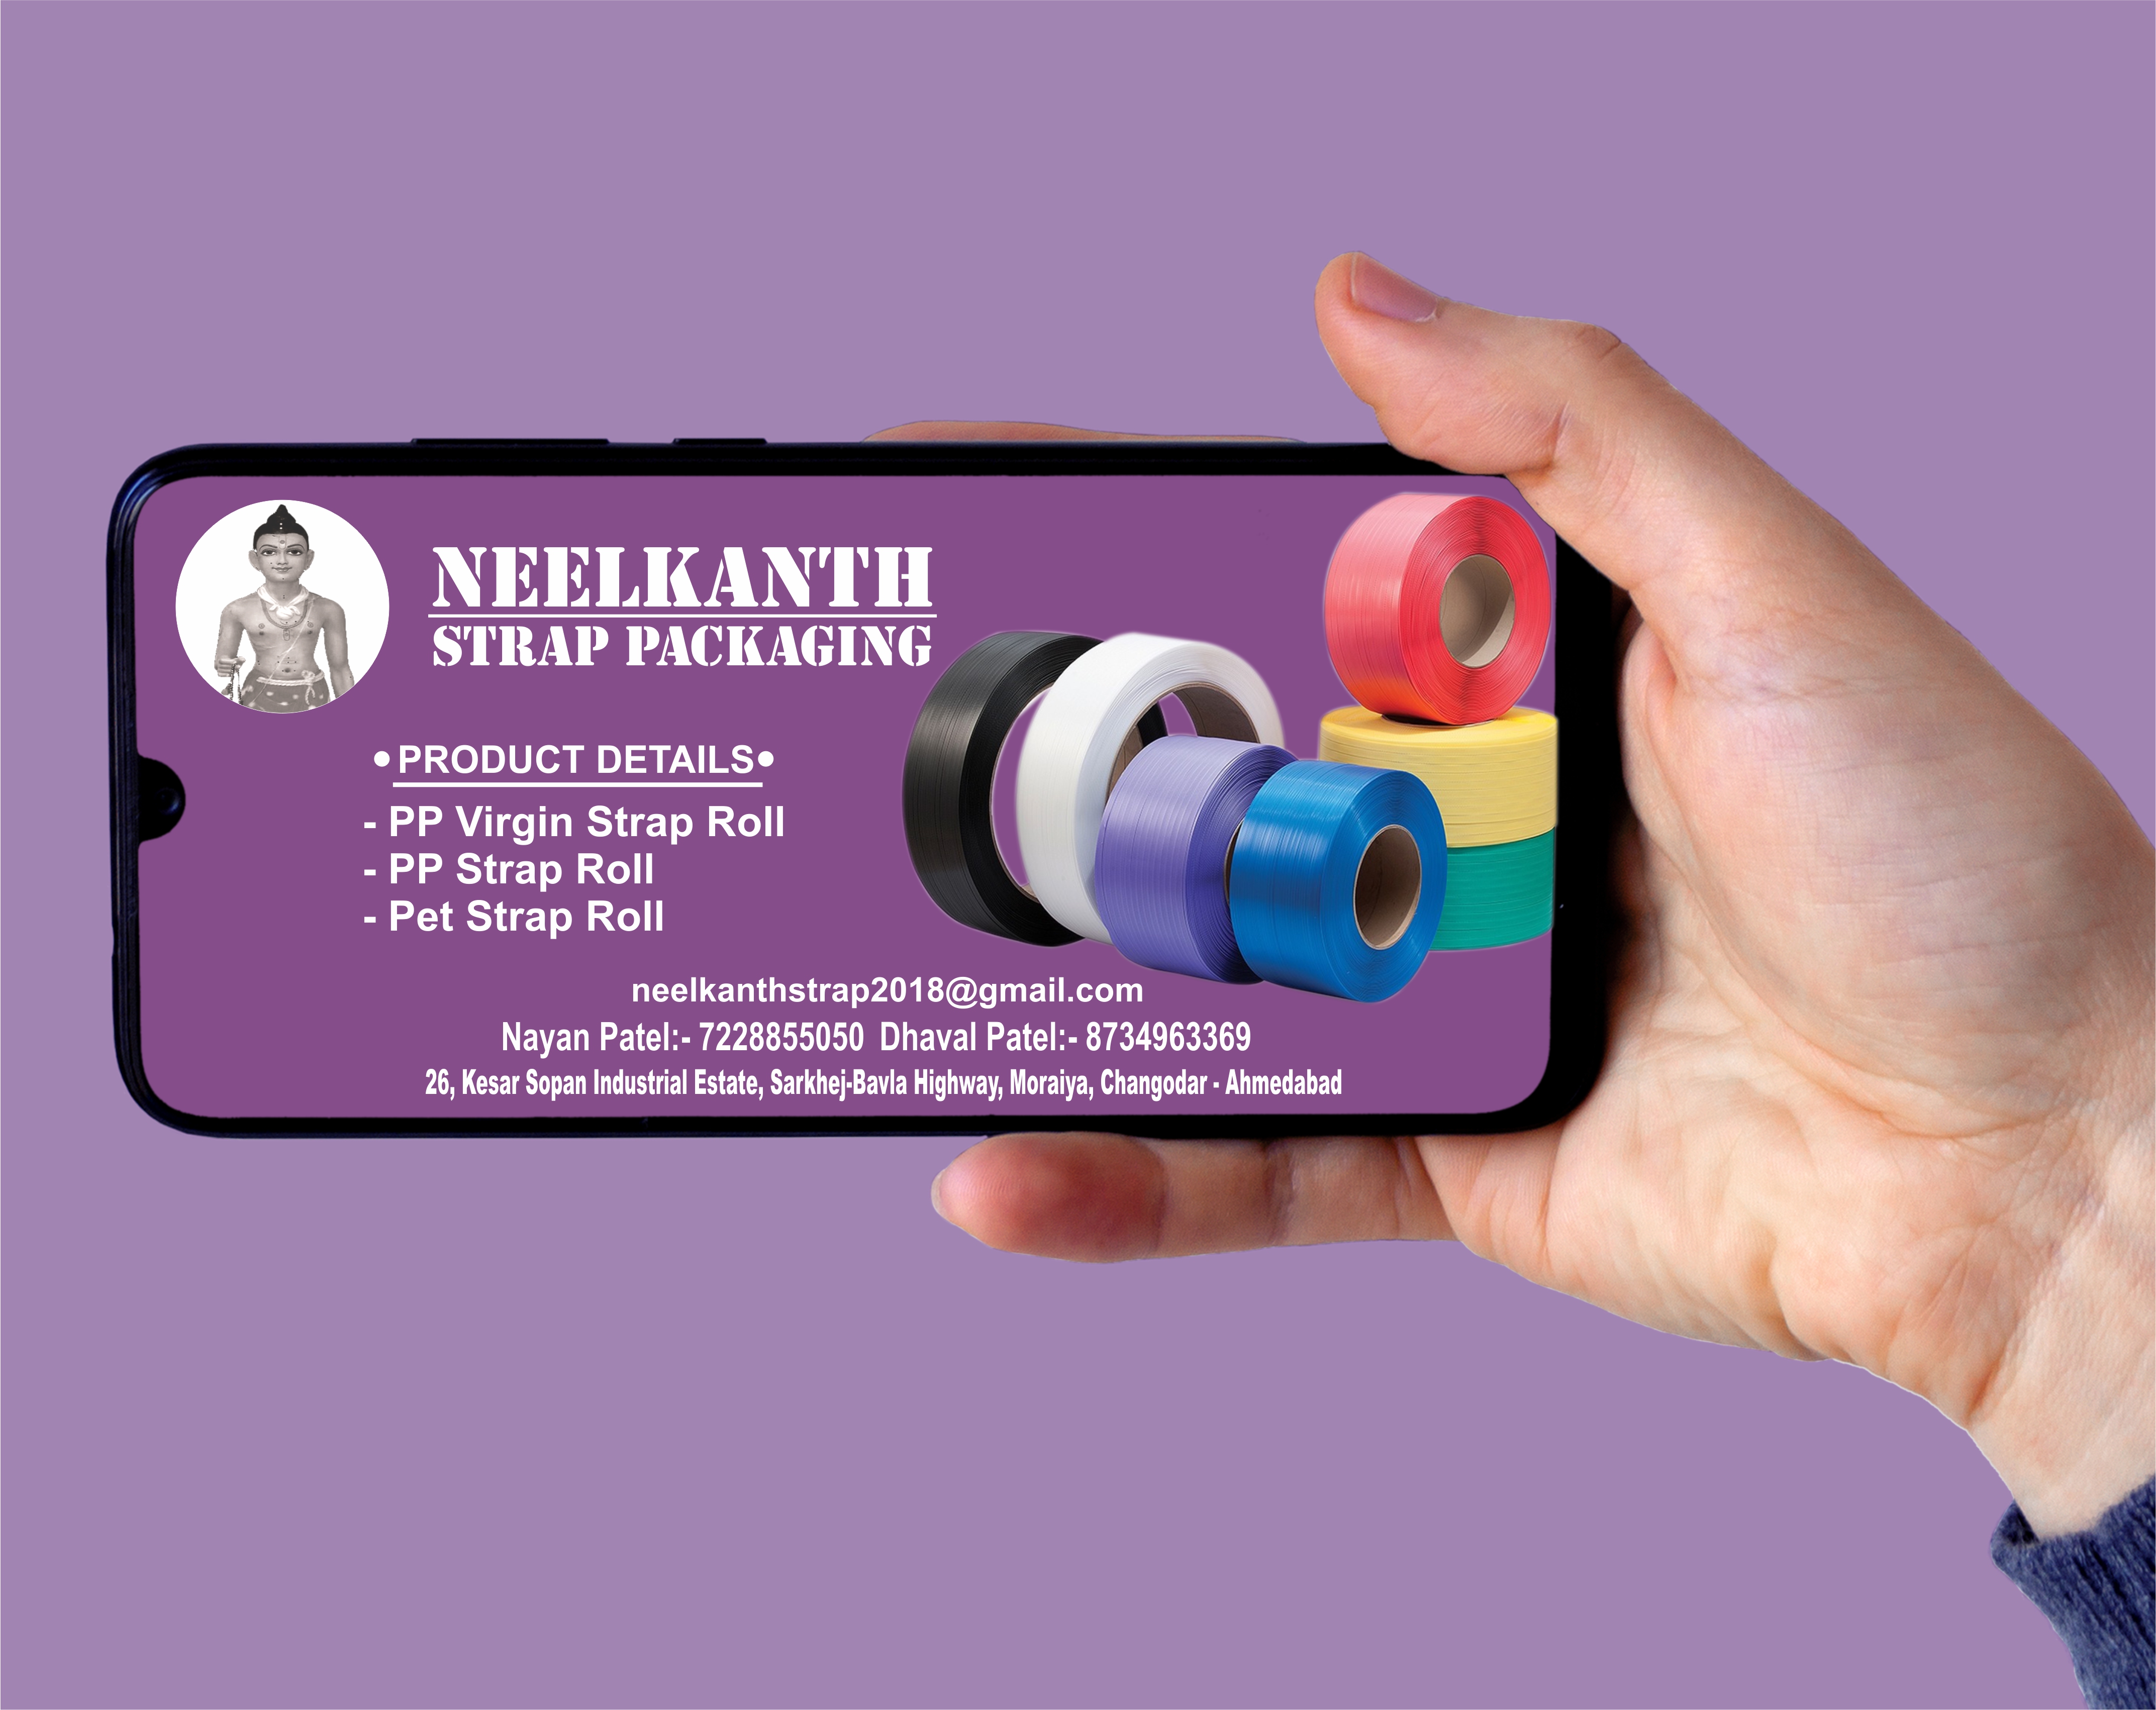 NEELKANTH
STRAP PACKAGING
•PRODUCT DETAILS•
- PP Virgin Strap Roll
- PP Strap Roll
- Pet Strap Roll
neelkanthstrap2018@gmail.com
Nayan Patel:- 7228855050 Dhaval Patel:- 8734963369
26, Kesar Sopan Industrial Estate, Sarkhej-Bavla Highway, Moraiya, Changodar - Ahmedabad